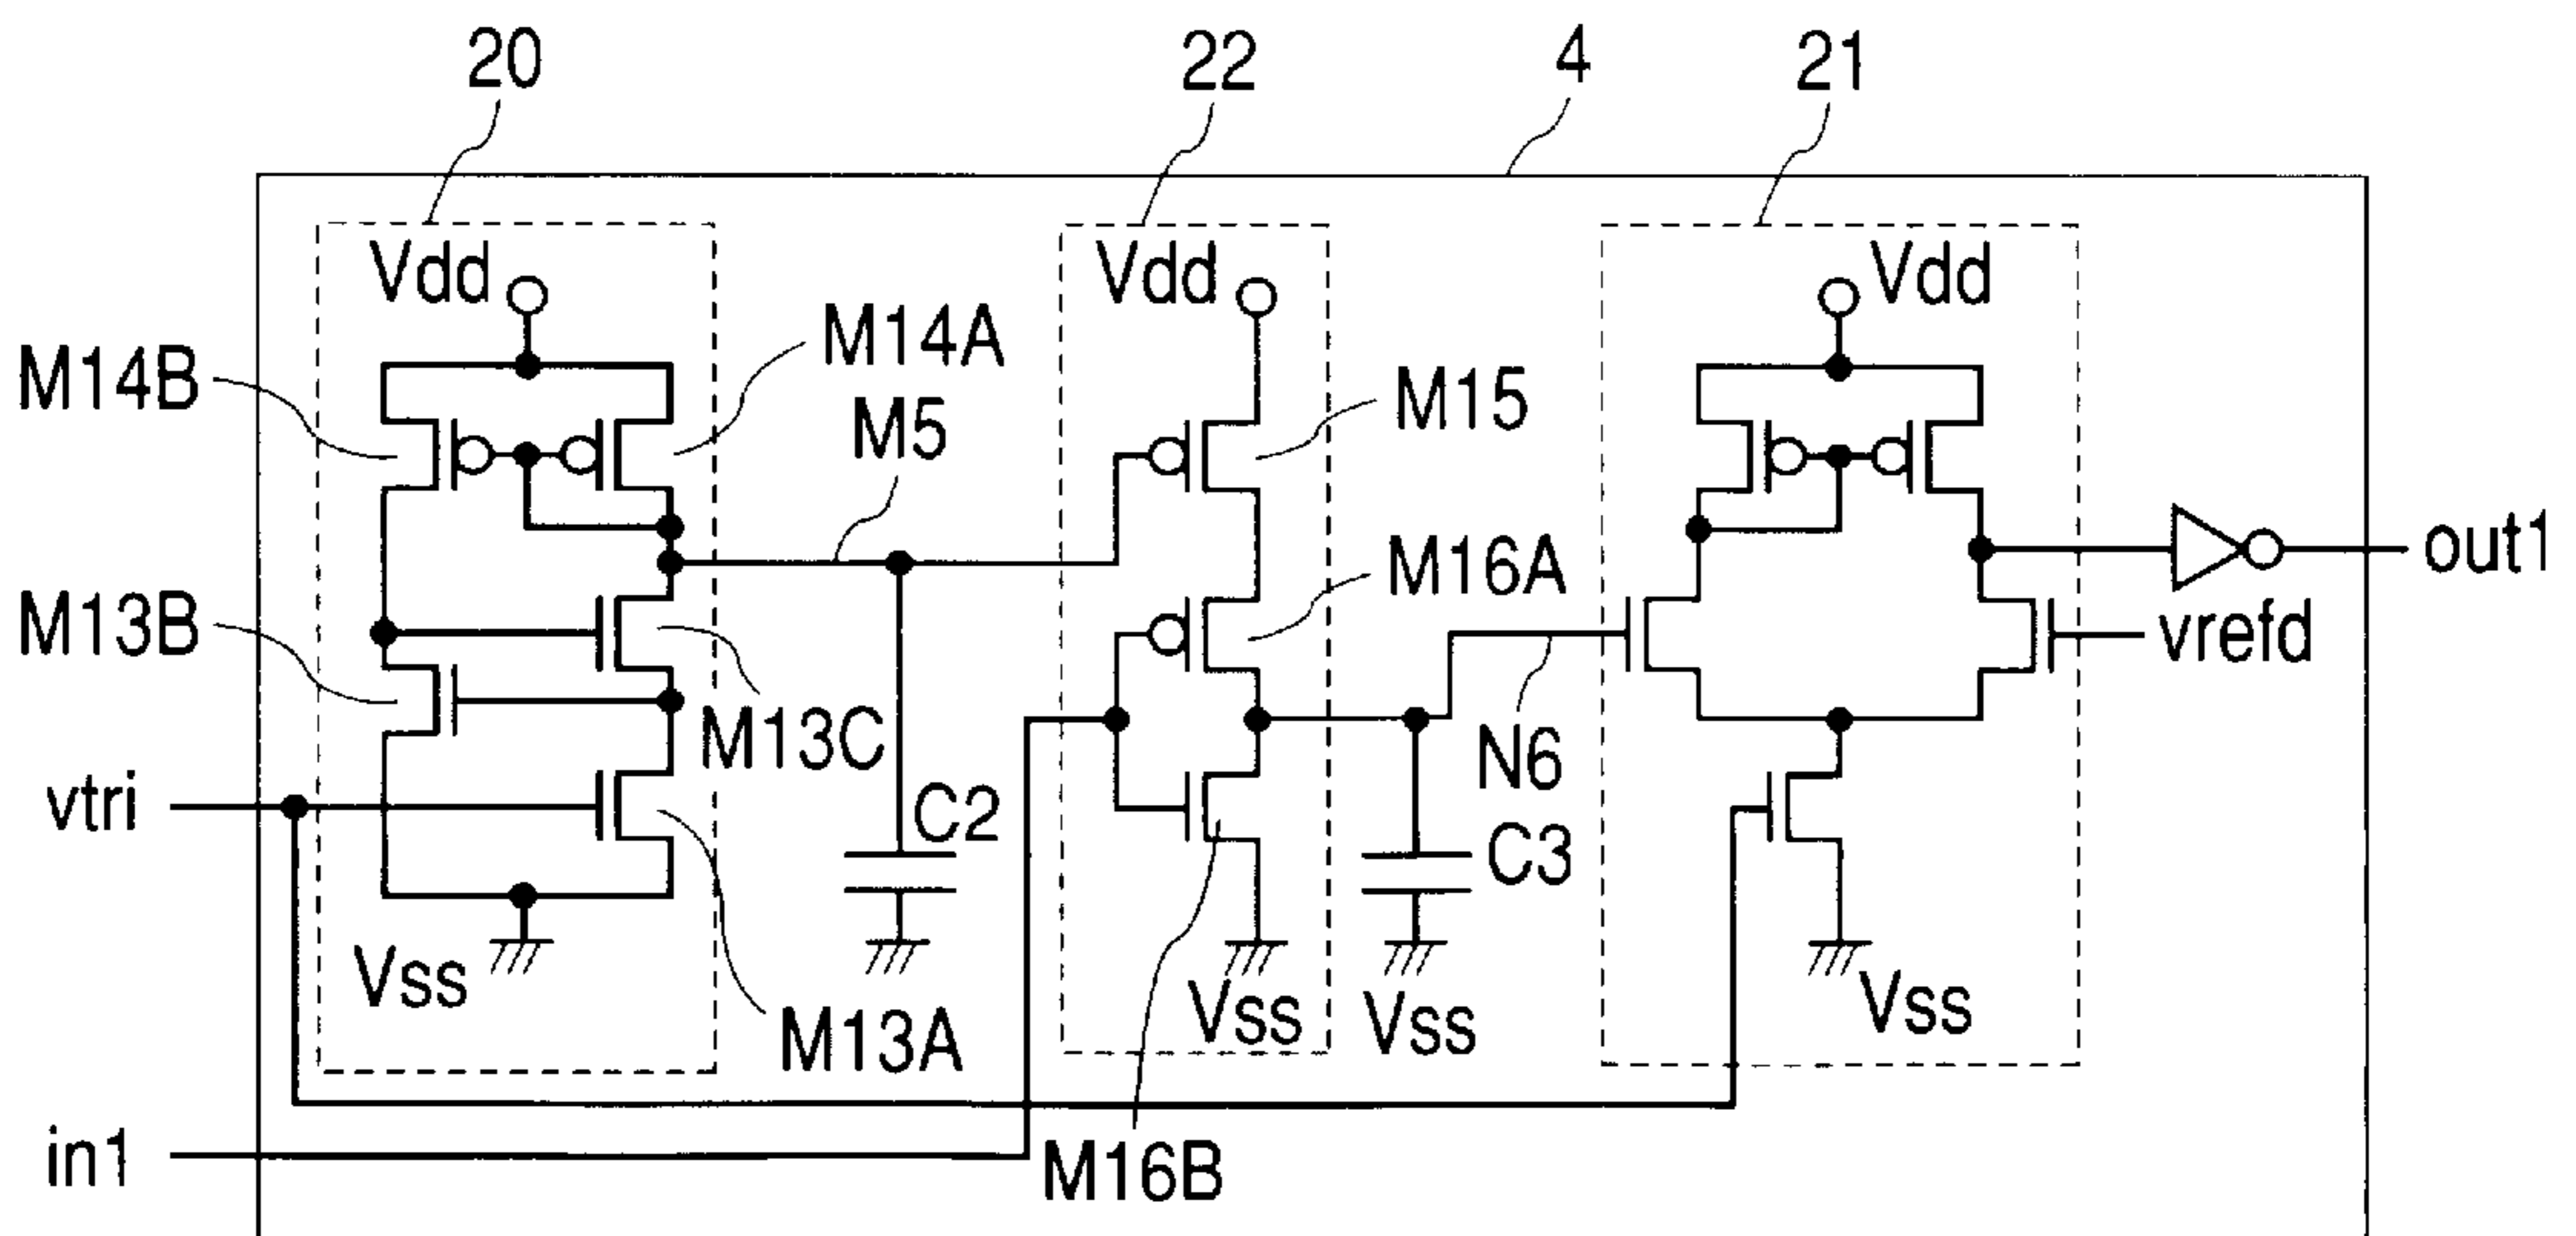 20
22
4
21
Vdd
Vdd
Vdd
M14B
M14A
M5
M15
M16A
out1
M13B
vrefd
M13C
N6
vtri
C2
C3
Vss
Vss
Vss
Vss
M13A
in1
M16B